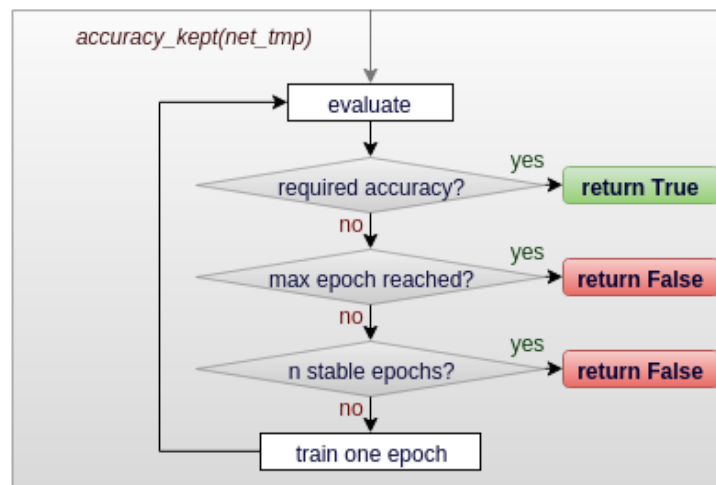 accuracy_kept(net_tmp)
evaluate
yes
required accuracy?
return True
no
yes
max epoch reached?
return False
no
yes
n stable epochs?
return False
no
train one epoch